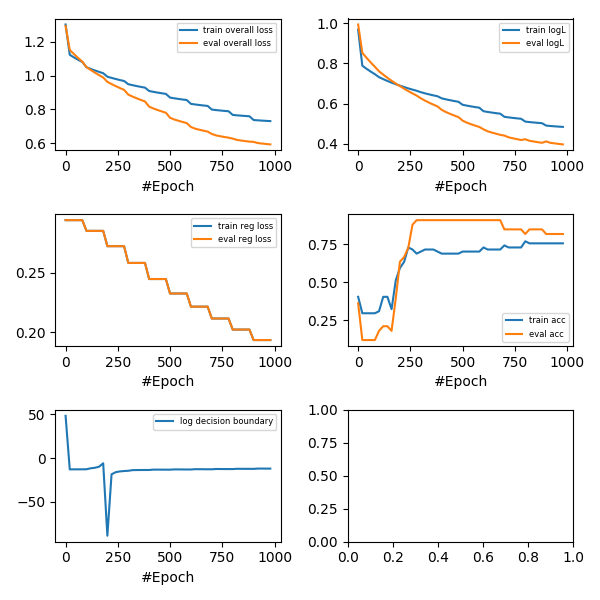 train overall loss
eval overall loss
1.2
1.0
0.8
0.6
0 250 500 750 1000
#Epoch
train logL
eval logL
1.0
0.8
0.6
0.4
0 250 500 750 1000
#Epoch
train reg loss
eval reg loss
0.25
0.20
0 250 500 750 1000
#Epoch
train acc
eval acc
0.75
0.50
0.25
0 250 500 750 1000
#Epoch
log decision boundary
50
0
−50
0 250 500 750 1000
#Epoch
1.00
0.75
0.50
0.25
0.00
0.0 0.2 0.4 0.6 0.8 1.0